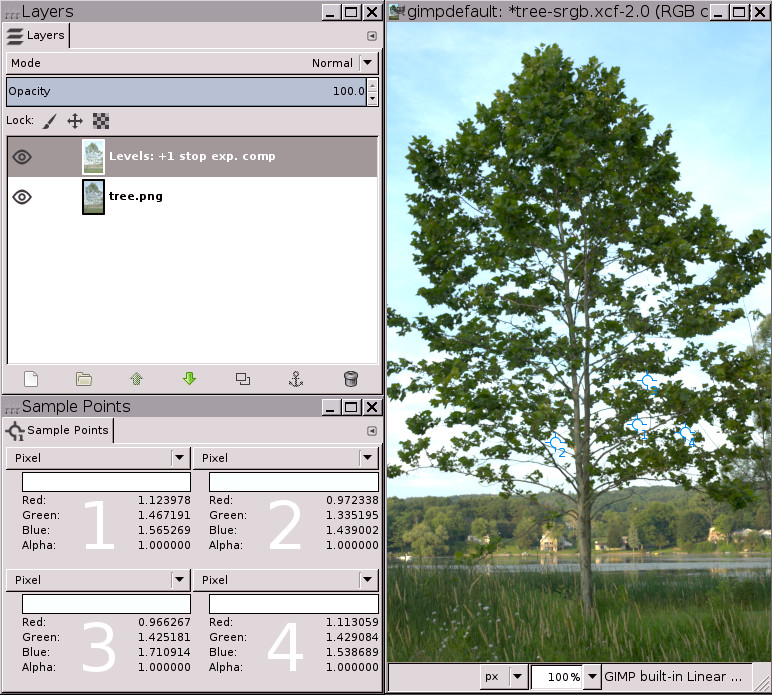 Layers
Layers
Mode Normal
Opacity 100.0
Lock:
Levels: +1 stop exp. comp
tree.png
Sample Points
Sample Points
Pixel Pixel
Red: 1.123978 Red: 0.972338
Green: 1.467191 Green: 1.335195
Blue: 1.565269 Blue: 1.439002
Alpha: 1.000000 Alpha: 1.000000
1 2
Pixel Pixel
Red: 0.966267 Red: 1.113059
Green: 1.425181 Green: 1.429084
Blue: 1.710914 Blue: 1.538689
Alpha: 1.000000 Alpha: 1.000000
3 4
gimpdefault: *tree-srgb.xcf-2.0 (RGB c
3
1
4
2
px 100% GIMP built-in Linear ...